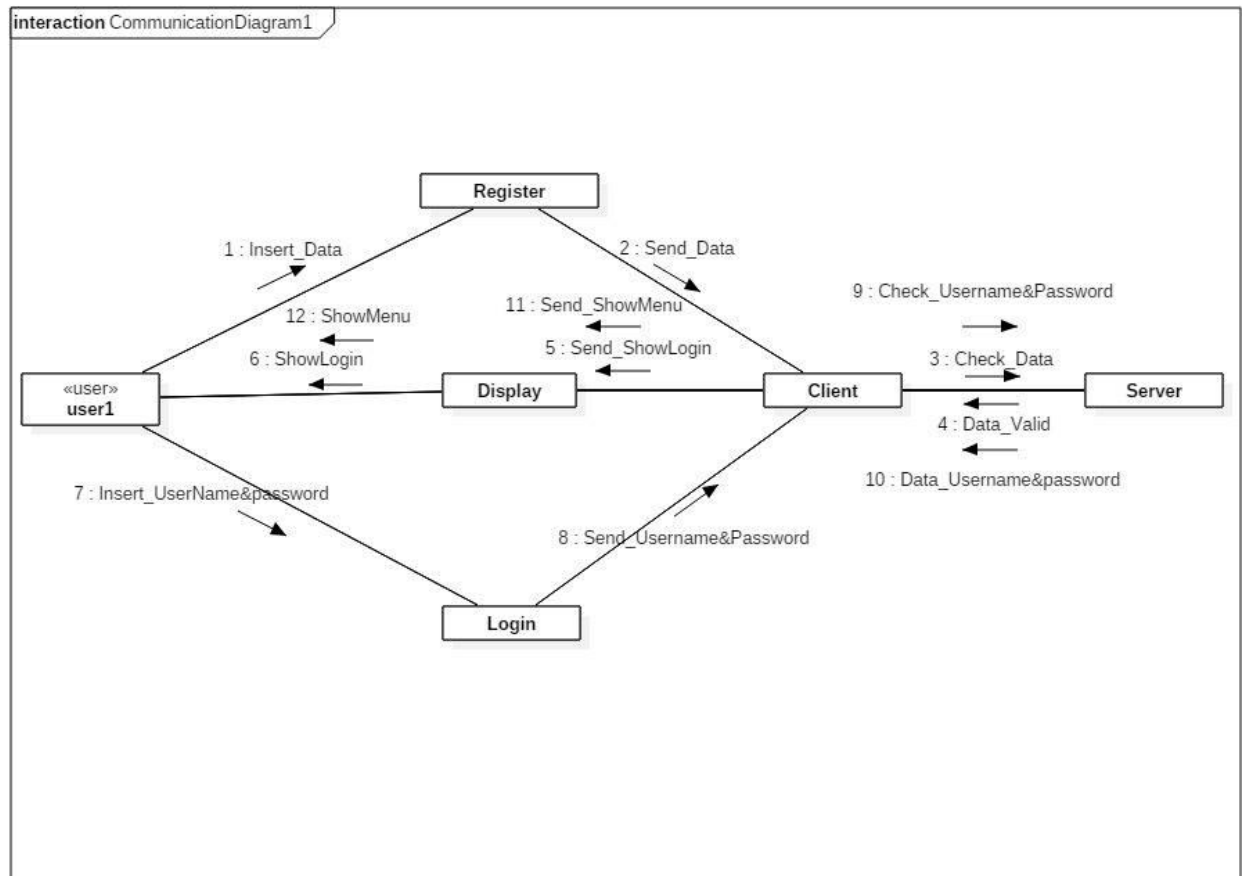 interaction CommunicationDiagram1
Register
1 : Insert_Data
2 : Send_Data
9 : Check_Username&Password
11 : Send_ShowMenu
12 : ShowMenu
5 : Send_ShowLogin
6 : ShowLogin
3 : Check_Data
«user»
user1
Display
Client
Server
4 : Data_Valid
10 : Data_Username&password
7 : Insert_UserName&password
8 : Send_Username&Password
Login